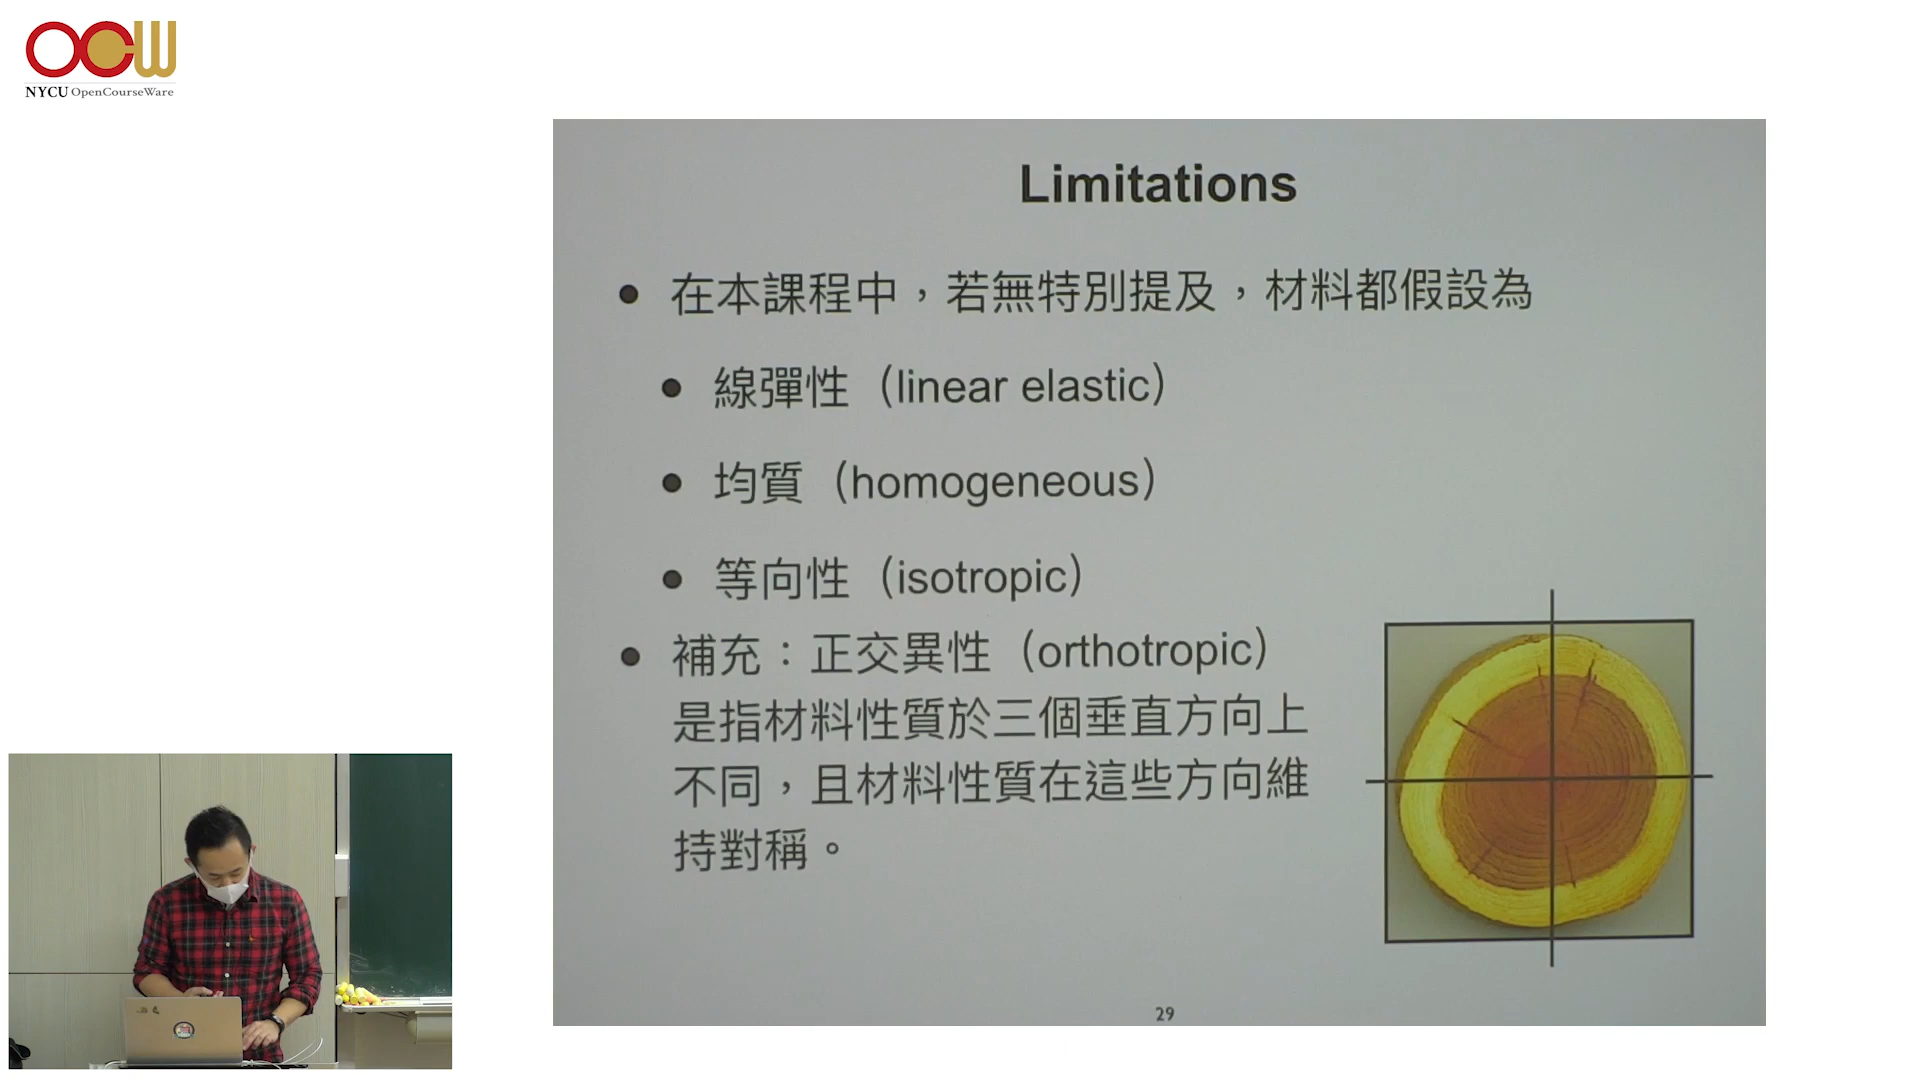 OCW
NYCU OpenCourseWare
Limitations
• 在本課程中，若無特別提及，材料都假設為
• 線彈性（linear elastic）
• 均質（homogeneous）
• 等向性（isotropic）
• 補充：正交異性（orthotropic）
是指材料性質於三個垂直方向上
不同，且材料性質在這些方向維
持對稱。
29